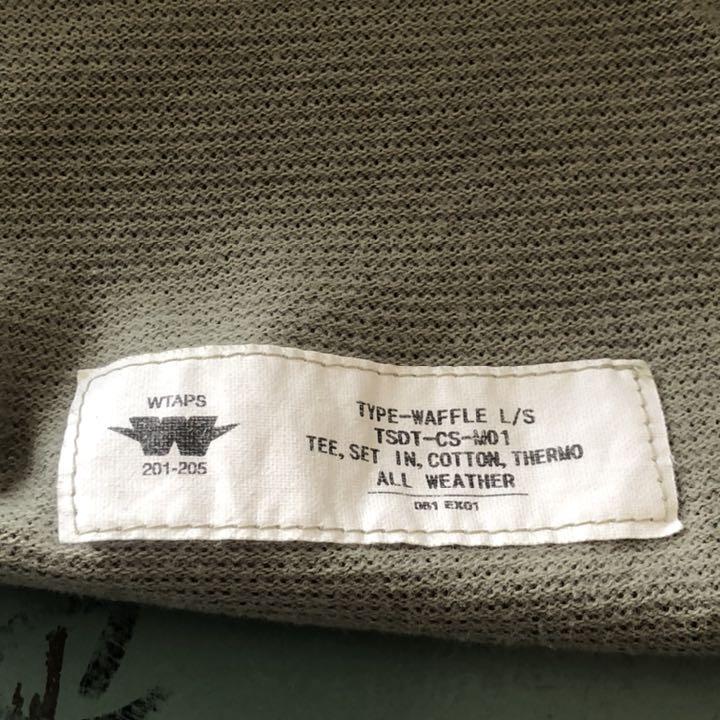 WTAPS
W
201-205
TYPE-WAFFLE L/S
TSDT-CS-M01
TEE, SET IN, COTTON, THERMO
ALL WEATHER
081 EX01